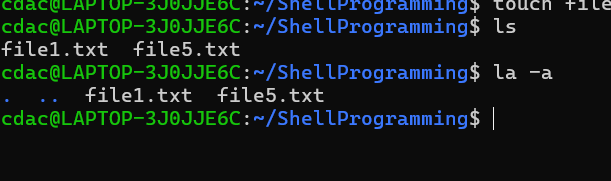 cdac@LAPTOP-3J0JJE6C:~/ShellProgramming$ touch file
cdac@LAPTOP-3J0JJE6C:~/ShellProgramming$ ls
file1.txt  file5.txt
cdac@LAPTOP-3J0JJE6C:~/ShellProgramming$ la -a
.  ..  file1.txt  file5.txt
cdac@LAPTOP-3J0JJE6C:~/ShellProgramming$